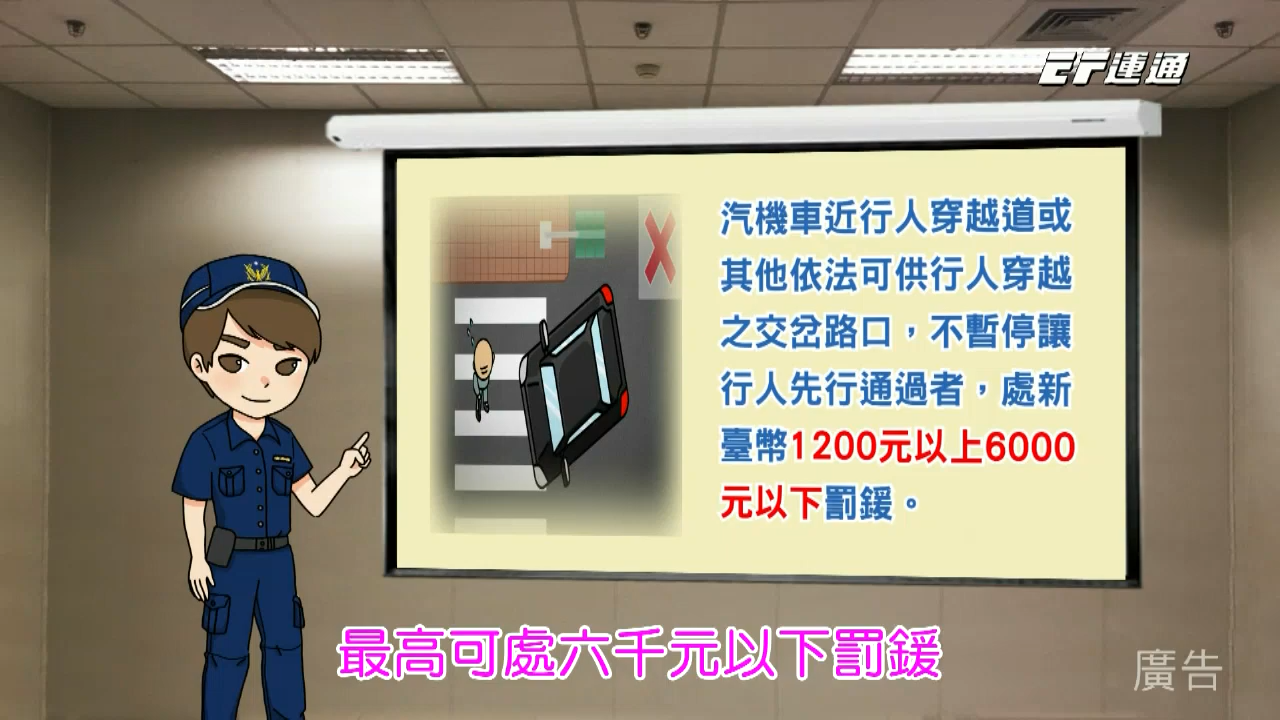 ET運通
汽機車近行人穿越道或
其他依法可供行人穿越
之交岔路口，不暫停讓
行人先行通過者，處新
臺幣1200元以上6000
元以下罰鍰。
最高可處六千元以下罰鍰
廣告